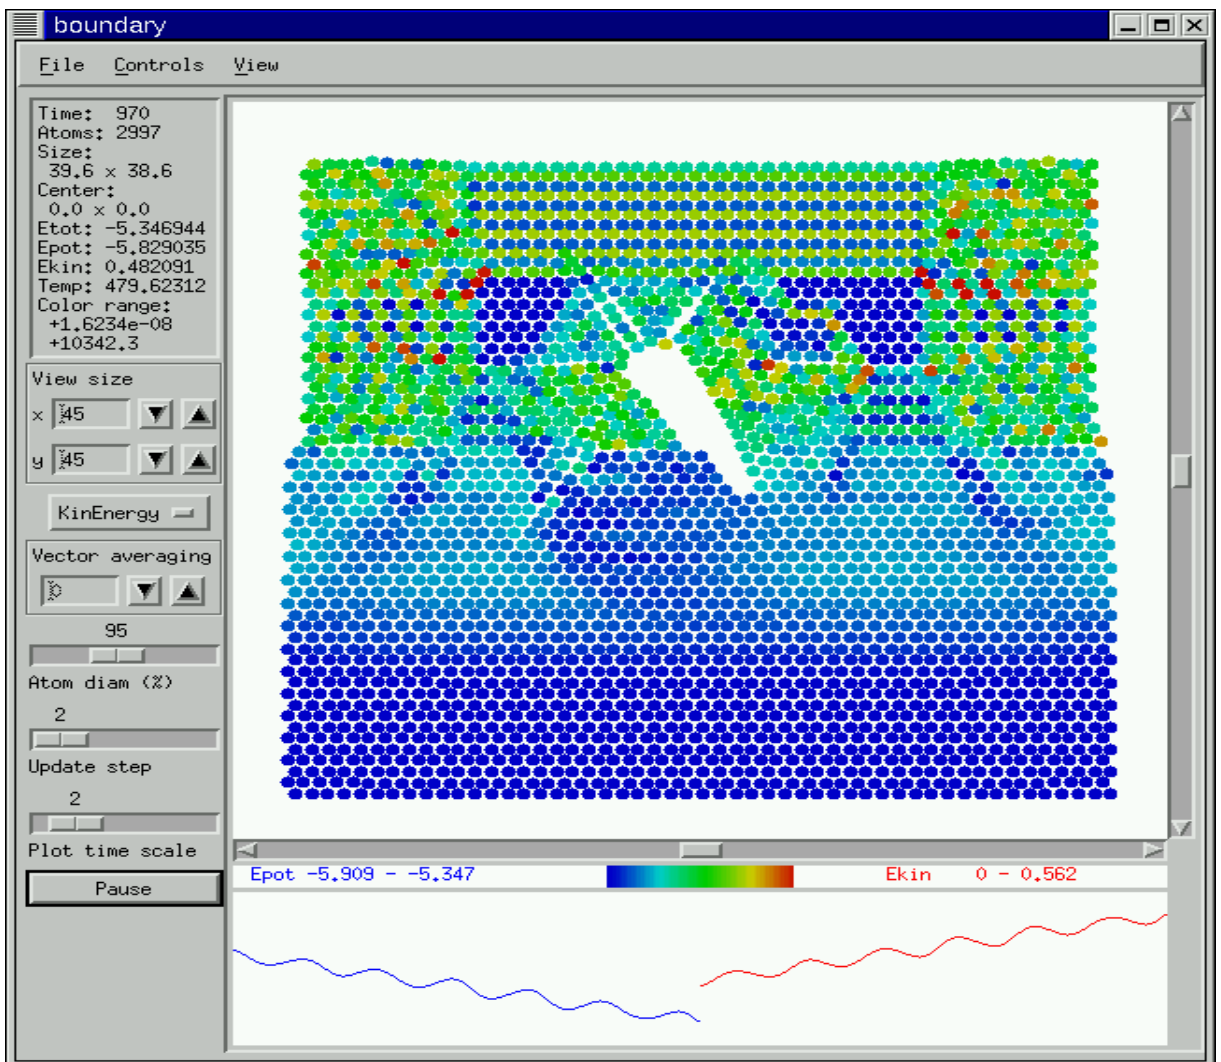 boundary
File Controls View
Time: 970
Atoms: 2997
Size:
39.6 x 38.6
Center:
0.0 x 0.0
Etot: -5.346944
Epot: -5.829035
Ekin: 0.482091
Temp: 479.62312
Color range:
+1.6234e-08
+10342.3
View size
x 45
y 45
KinEnergy
Vector averaging
95
Atom diam (%)
2
Update step
2
Plot time scale
Pause
Epot -5.909 - -5.347
Ekin 0 - 0.562